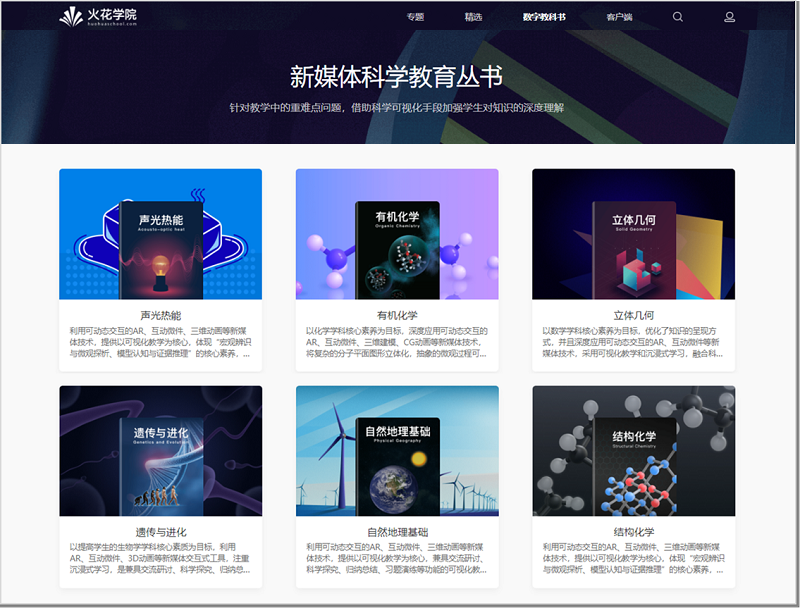 火花学院
huohuaschool.com
专题 精选 数字教科书 客户端
新媒体科学教育丛书
针对教学中的重难点问题，借助科学可视化手段加强学生对知识的深度理解
声光热能
Acousto-optic heat
有机化学
Organic Chemistry
立体几何
Solid Geometry
声光热能
利用可动态交互的AR、互动微件、三维动画等新媒
体技术，提供以可视化教学为核心，体现“宏观辨识
与微观探析、模型认知与证据推理”的核心素养，...
有机化学
以化学学科核心素养为目标，深度应用可动态交互的
AR、互动微件、三维建模、CG动画等新媒体技术，
将复杂的分子平面图形立体化，抽象的微观过程可...
立体几何
以数学学科核心素养为目标，优化了知识的呈现方
式，并且深度应用可动态交互的AR、互动微件等新
媒体技术，采用可视化教学和沉浸式学习，融合科...
遗传与进化
Genetics and Evolution
自然地理基础
Physical Geography
结构化学
Structural Chemistry
遗传与进化
以提高学生的生物学学科核心素质为目标，利用
AR、互动微件、3D动画等新媒体交互式工具，注重
沉浸式学习，是兼具交流研讨、科学探究、归纳总...
自然地理基础
利用可动态交互的AR、互动微件、三维动画等新媒
体技术，提供以可视化教学为核心，兼具交流研讨、
科学探究、归纳总结、习题演练等功能的可视化教...
结构化学
利用可动态交互的AR、互动微件、三维动画等新媒
体技术，提供以可视化教学为核心，体现“宏观辨识
与微观探析、模型认知与证据推理”的核心素养，...